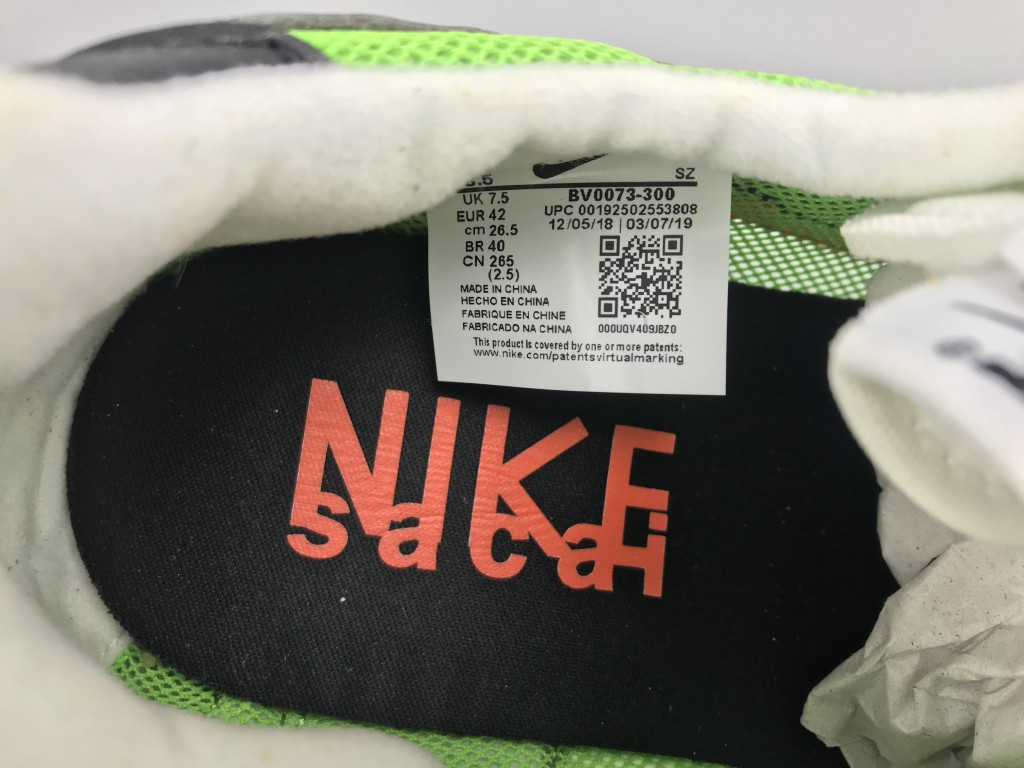 SZ
UK 7.5
EUR 42
cm 26.5
BR 40
CN 265
(2.5)
BV0073-300
UPC 00192502553808
12/05/18 | 03/07/19
MADE IN CHINA
HECHO EN CHINA
FABRIQUE EN CHINE
FABRICADO NA CHINA
000UQV409JBZ0
This product is covered by one or more patents:
www.nike.com/patentsvirtualmarking
NIKE
sacai